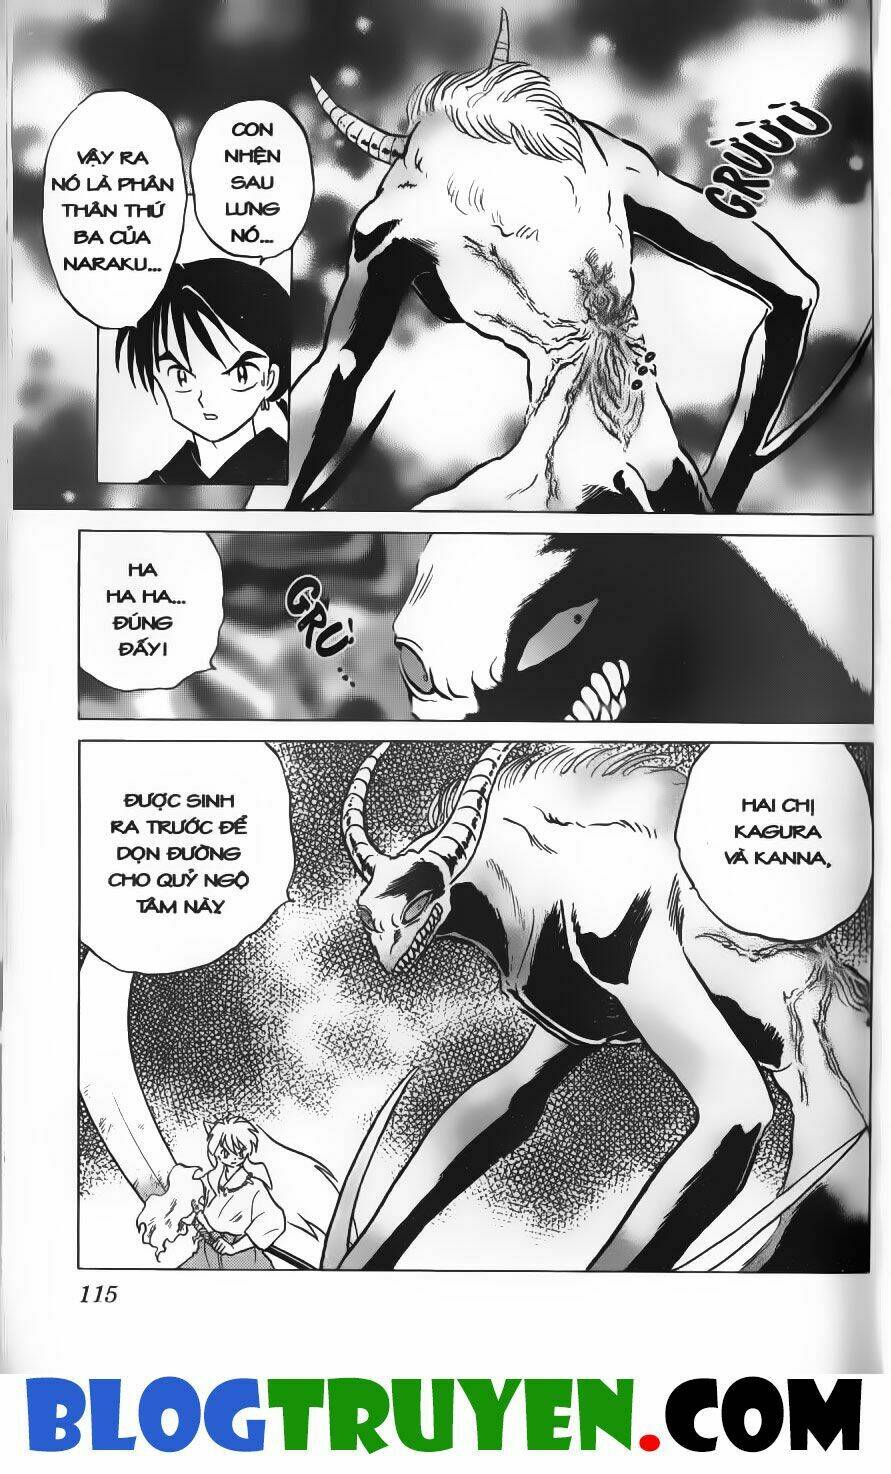 CON
NHỆN
SAU
LƯNG
NÓ...
VẬY RA
NÓ LÀ PHÂN
THÂN THỨ
BA CỦA
NARAKU...
GRỪỪỪ
HA
HA HA...
ĐÚNG
ĐẤY!
GRỪ...
HAI CHỊ
KAGURA
VÀ KANNA,
ĐƯỢC SINH
RA TRƯỚC ĐỂ
DỌN ĐƯỜNG
CHO QUỶ NGỘ
TÂM NÀY.
115
BLOGTRUYEN.COM